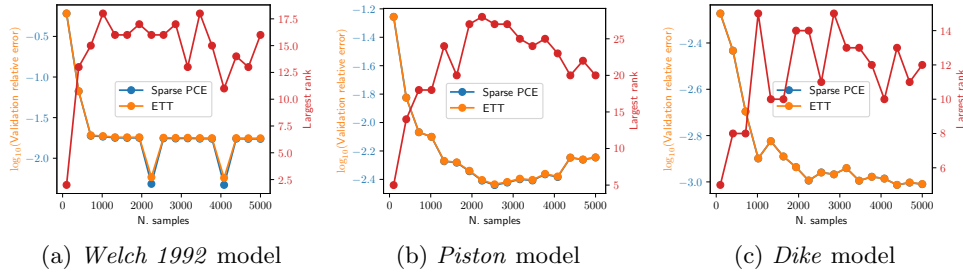 log10(Validation relative error)
−0.5
−1.0
−1.5
−2.0
Sparse PCE
ETT
17.5
15.0
12.5
10.0
7.5
5.0
2.5
Largest rank
0 1000 2000 3000 4000 5000
N. samples
(a) Welch 1992 model
log10(Validation relative error)
−1.2
−1.4
−1.6
−1.8
−2.0
−2.2
−2.4
Sparse PCE
ETT
25
20
15
10
5
Largest rank
0 1000 2000 3000 4000 5000
N. samples
(b) Piston model
log10(Validation relative error)
−2.4
−2.6
−2.8
−3.0
Sparse PCE
ETT
14
12
10
8
6
Largest rank
0 1000 2000 3000 4000 5000
N. samples
(c) Dike model